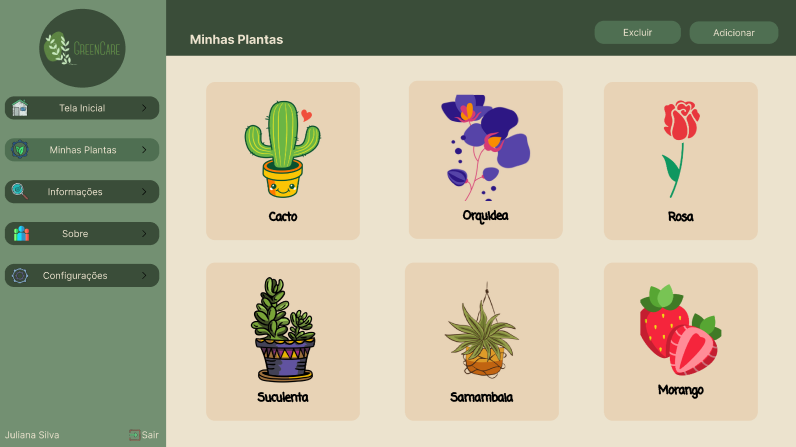 GREENCARE
Tela Inicial
Minhas Plantas
Informações
Sobre
Configurações
Juliana Silva
Sair
Minhas Plantas
Excluir
Adicionar
Cacto
Orquídea
Rosa
Suculenta
Samambaia
Morango